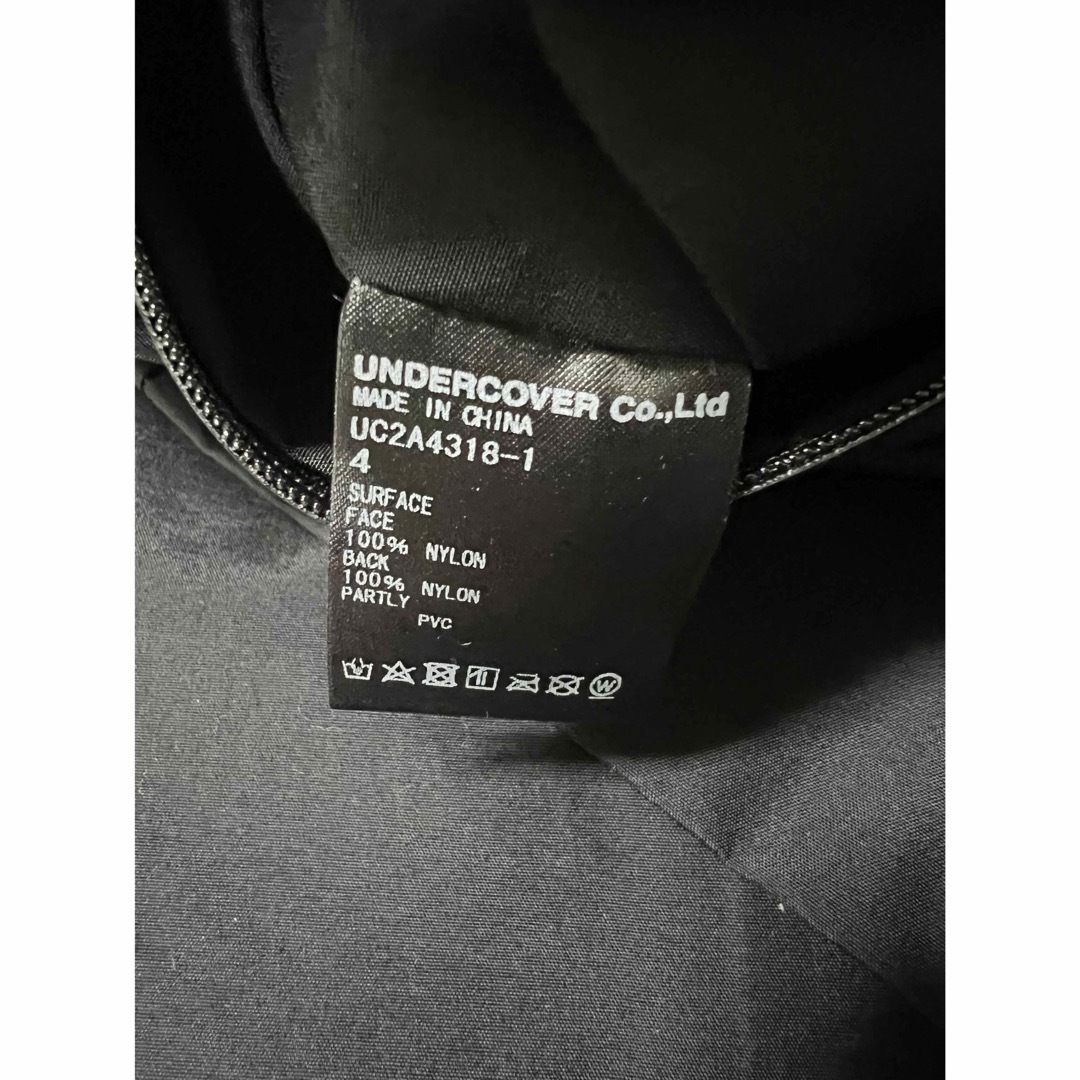 UNDERCOVER Co.,Ltd
MADE IN CHINA
UC2A4318-1
4
SURFACE
FACE
100% NYLON
BACK
100% NYLON
PARTLY
PVC
W